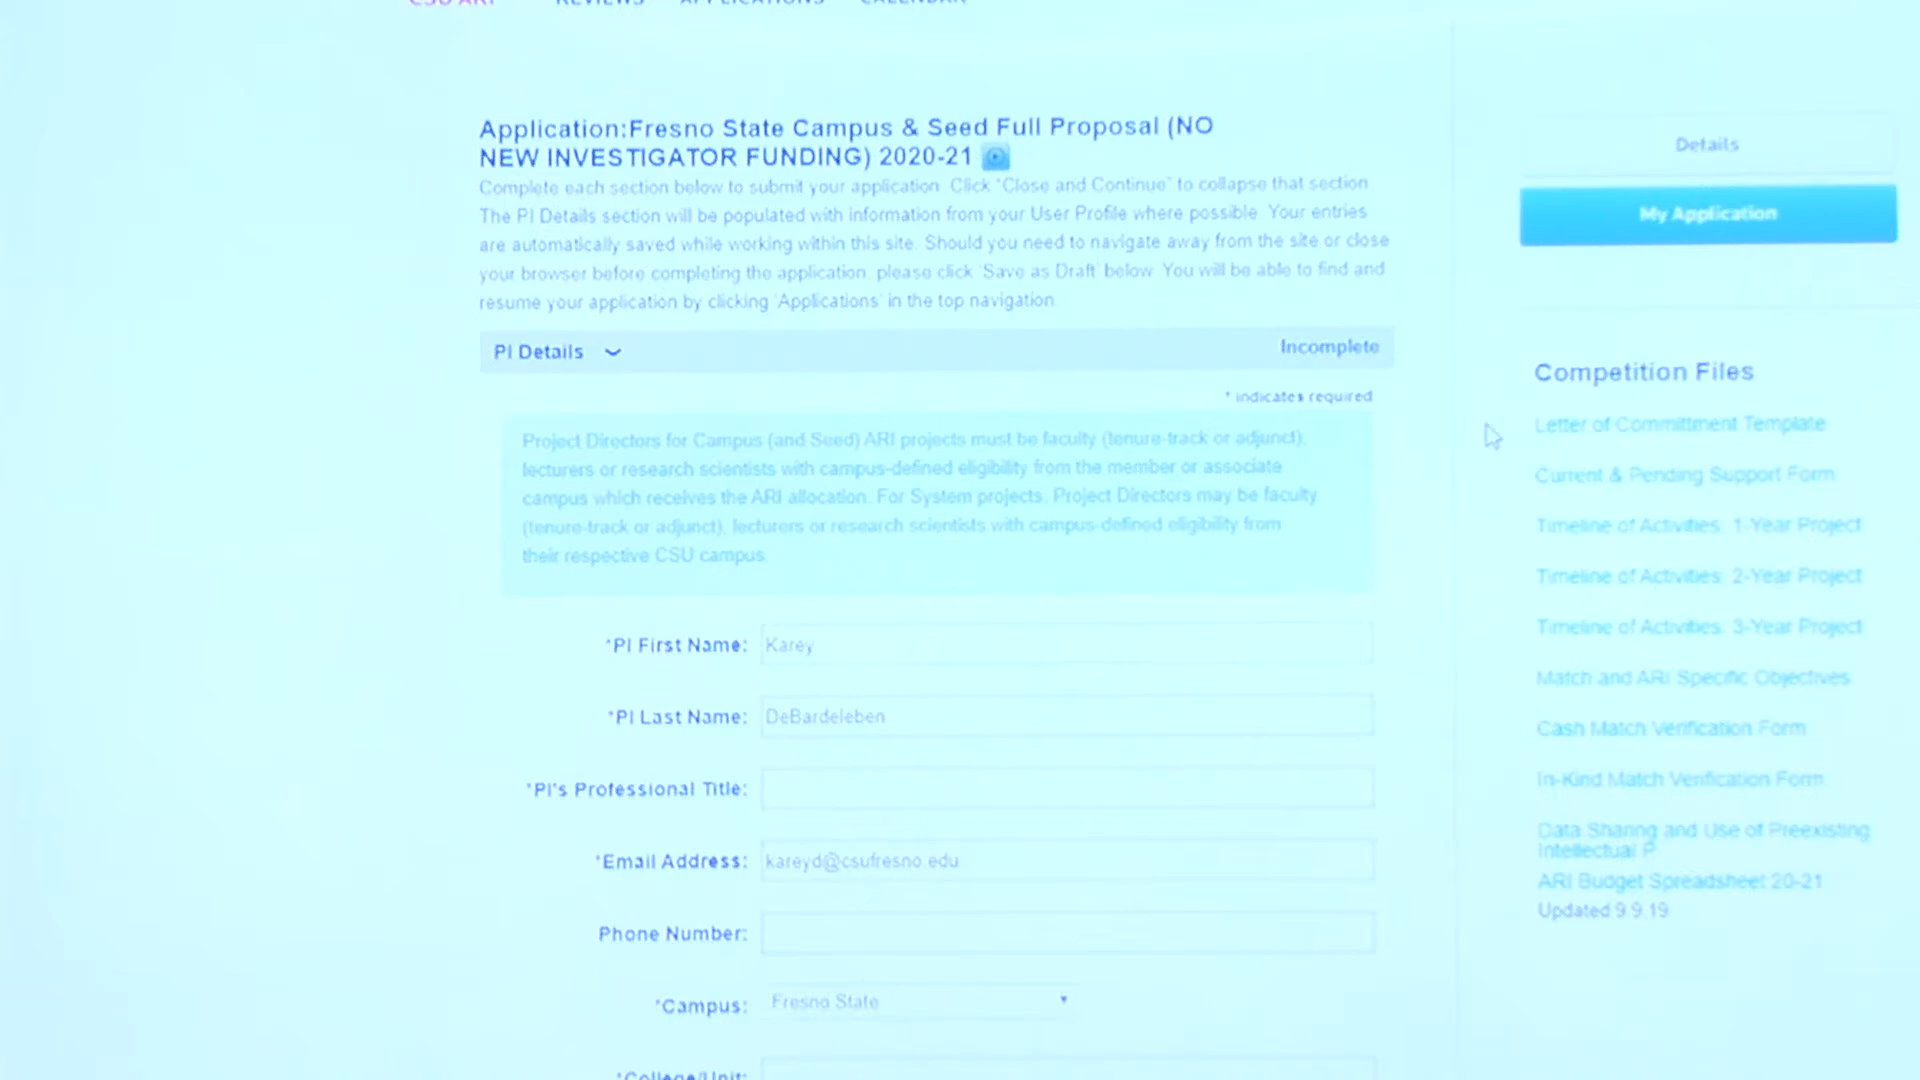 CSU ARI REVIEWS APPLICATIONS CALENDAR
Application:Fresno State Campus & Seed Full Proposal (NO
NEW INVESTIGATOR FUNDING) 2020-21
Complete each section below to submit your application. Click "Close and Continue" to collapse that section.
The PI Details section will be populated with information from your User Profile where possible. Your entries
are automatically saved while working within this site. Should you need to navigate away from the site or close
your browser before completing the application, please click 'Save as Draft' below. You will be able to find and
resume your application by clicking 'Applications' in the top navigation.
PI Details Incomplete
* indicates required
Project Directors for Campus (and Seed) ARI projects must be faculty (tenure-track or adjunct),
lecturers or research scientists with campus-defined eligibility from the member or associate
campus which receives the ARI allocation. For System projects, Project Directors may be faculty
(tenure-track or adjunct), lecturers or research scientists with campus-defined eligibility from
their respective CSU campus.
*PI First Name: Karey
*PI Last Name: DeBardeleben
*PI's Professional Title:
*Email Address: kareyd@csufresno.edu
Phone Number:
*Campus: Fresno State
*College/Unit:
Details
My Application
Competition Files
Letter of Committment Template
Current & Pending Support Form
Timeline of Activities: 1-Year Project
Timeline of Activities: 2-Year Project
Timeline of Activities: 3-Year Project
Match and ARI Specific Objectives
Cash Match Verification Form
In-Kind Match Verification Form
Data Sharing and Use of Preexisting
Intellectual P
ARI Budget Spreadsheet 20-21
Updated 9.9.19